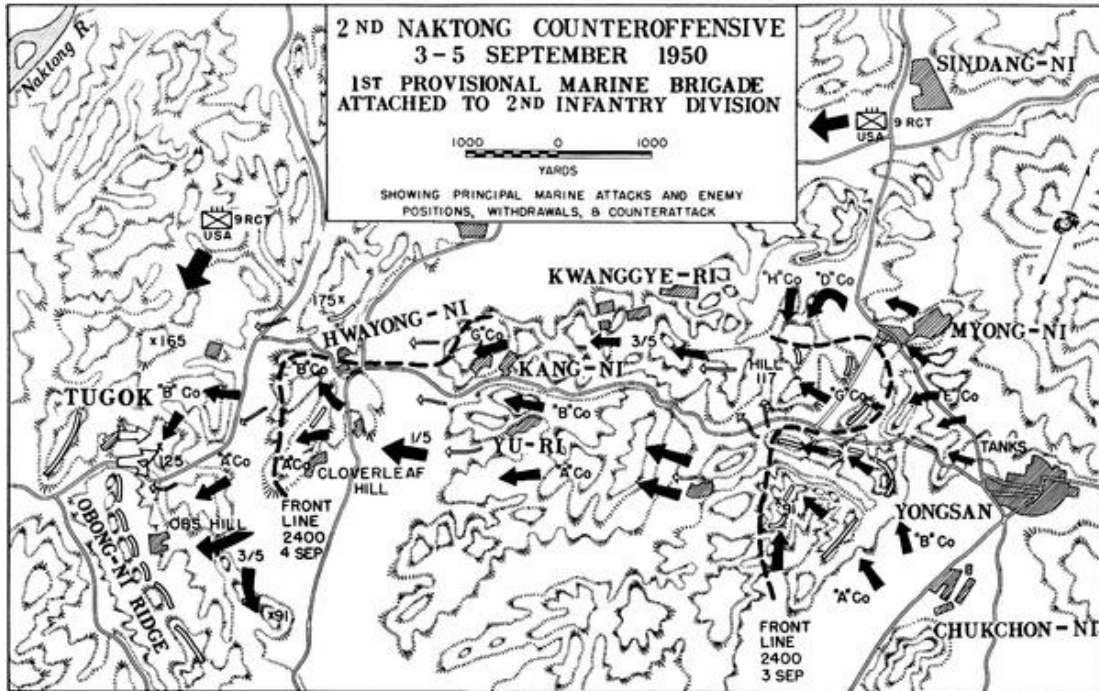 2ND NAKTONG COUNTEROFFENSIVE
3-5 SEPTEMBER 1950
1ST PROVISIONAL MARINE BRIGADE
ATTACHED TO 2ND INFANTRY DIVISION
1000 0 1000
YARDS
SHOWING PRINCIPAL MARINE ATTACKS AND ENEMY
POSITIONS, WITHDRAWALS, & COUNTERATTACK
Naktong R.
SINDANG-NI
9 RCT
USA
9 RCT
USA
KWANGGYE-RI
"H" Co
"D" Co
175x
HWAYONG-NI
MYONG-NI
x165
"G" Co
3/5
"B" Co
KANG-NI
HILL
117
TUGOK
"B" Co
"G" Co
"E" Co
"B" Co
1/5
YU-RI
TANKS
125
"A" Co
"A" Co
CLOVERLEAF
HILL
"A" Co
YONGSAN
OBONG-NI RIDGE
OBS HILL
FRONT
LINE
2400
4 SEP
91
"B" Co
3/5
x91
"A" Co
8
FRONT
LINE
2400
3 SEP
CHUKCHON-NI